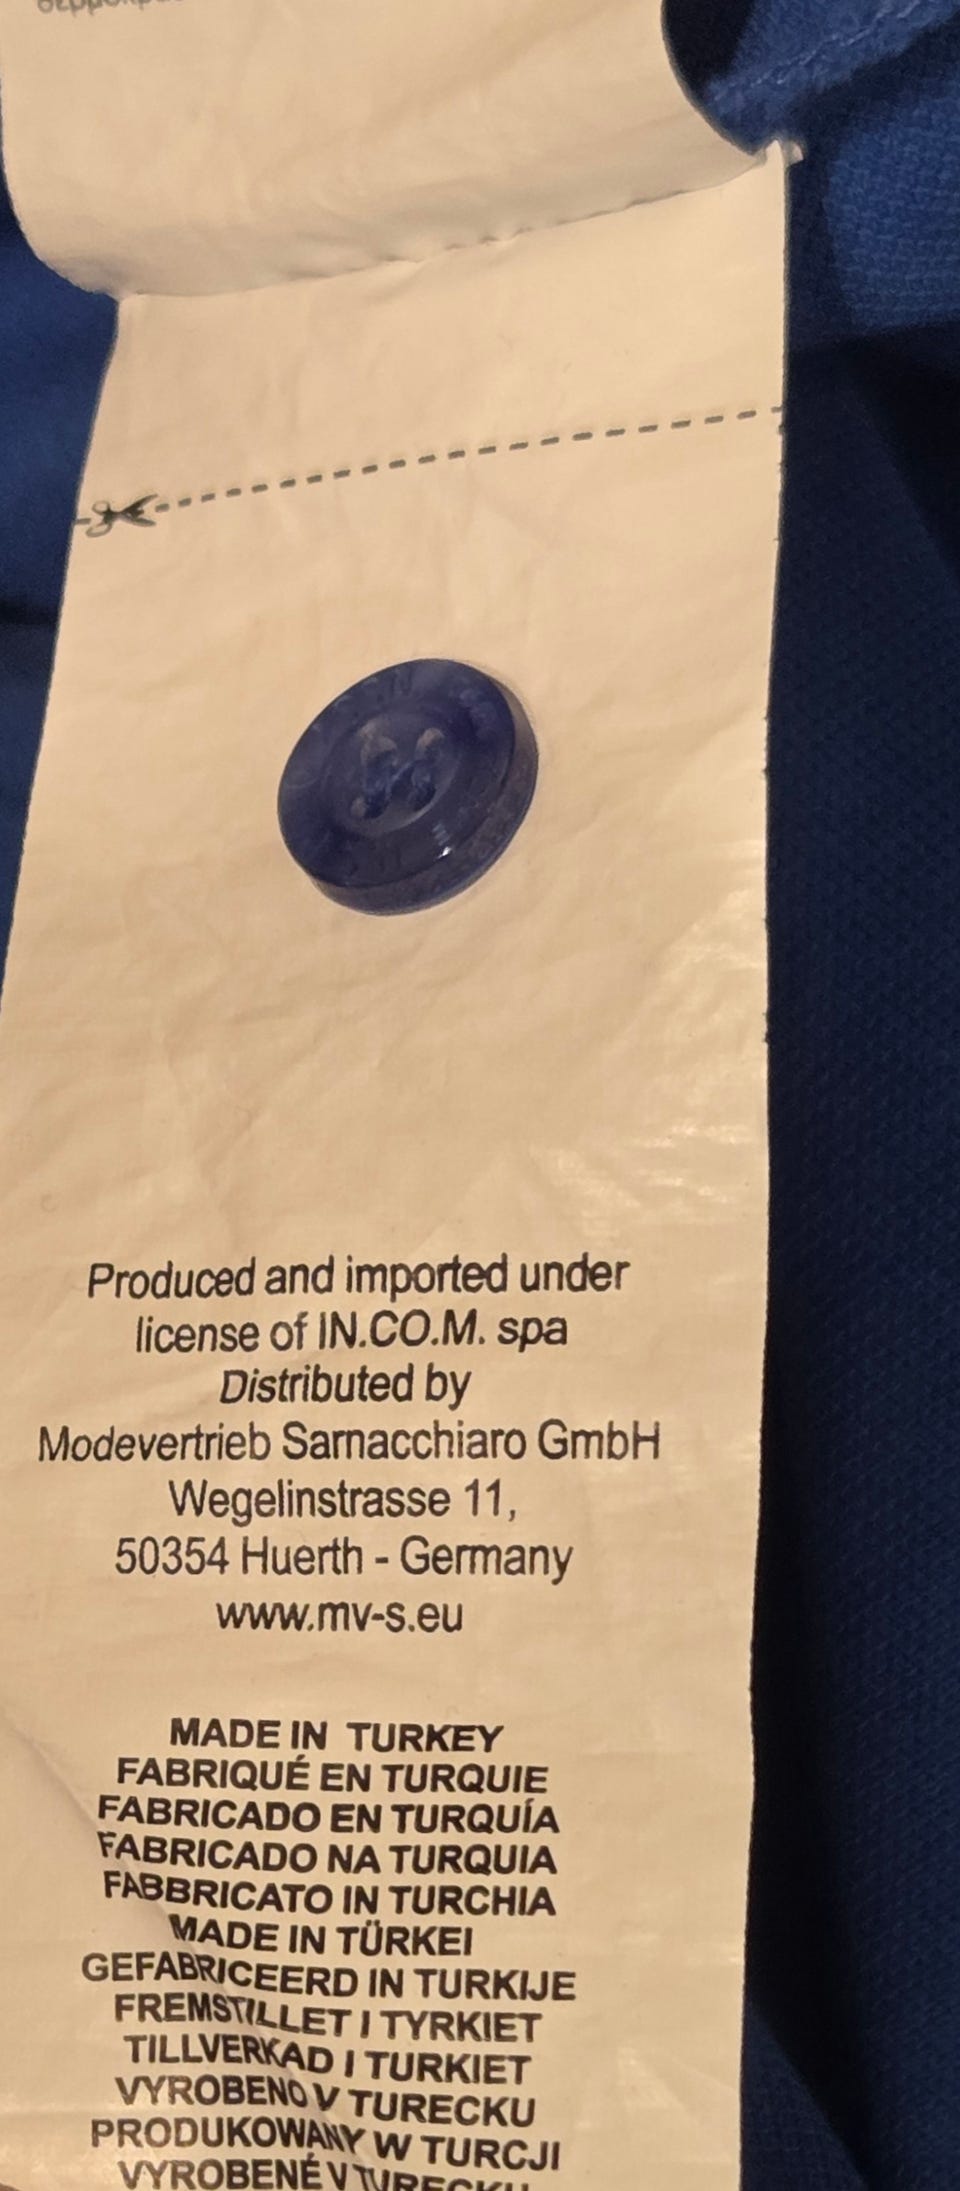 Produced and imported under
license of IN.CO.M. spa
Distributed by
Modevertrieb Sarnacchiaro GmbH
Wegelinstrasse 11,
50354 Huerth - Germany
www.mv-s.eu
MADE IN TURKEY
FABRIQUÉ EN TURQUIE
FABRICADO EN TURQUÍA
FABRICADO NA TURQUIA
FABBRICATO IN TURCHIA
MADE IN TÜRKEI
GEFABRICEERD IN TURKIJE
FREMSTILLET I TYRKIET
TILLVERKAD I TURKIET
VYROBENO V TURECKU
PRODUKOWANY W TURCJI
VYROBENÉ V TURECKU